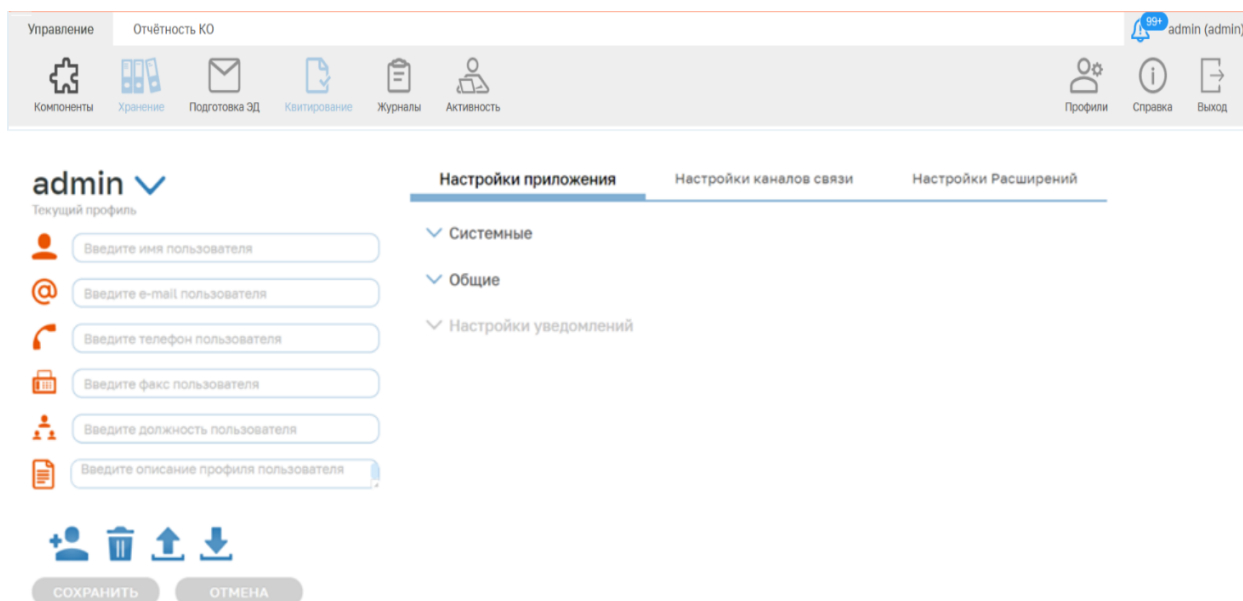 Управление Отчётность КО 99+ admin (admin)
Компоненты Хранение Подготовка ЭД Квитирование Журналы Активность Профили Справка Выход
admin
Текущий профиль
Настройки приложения Настройки каналов связи Настройки Расширений
Введите имя пользователя
Введите e-mail пользователя
Введите телефон пользователя
Введите факс пользователя
Введите должность пользователя
Введите описание профиля пользователя
Системные
Общие
Настройки уведомлений
СОХРАНИТЬ ОТМЕНА